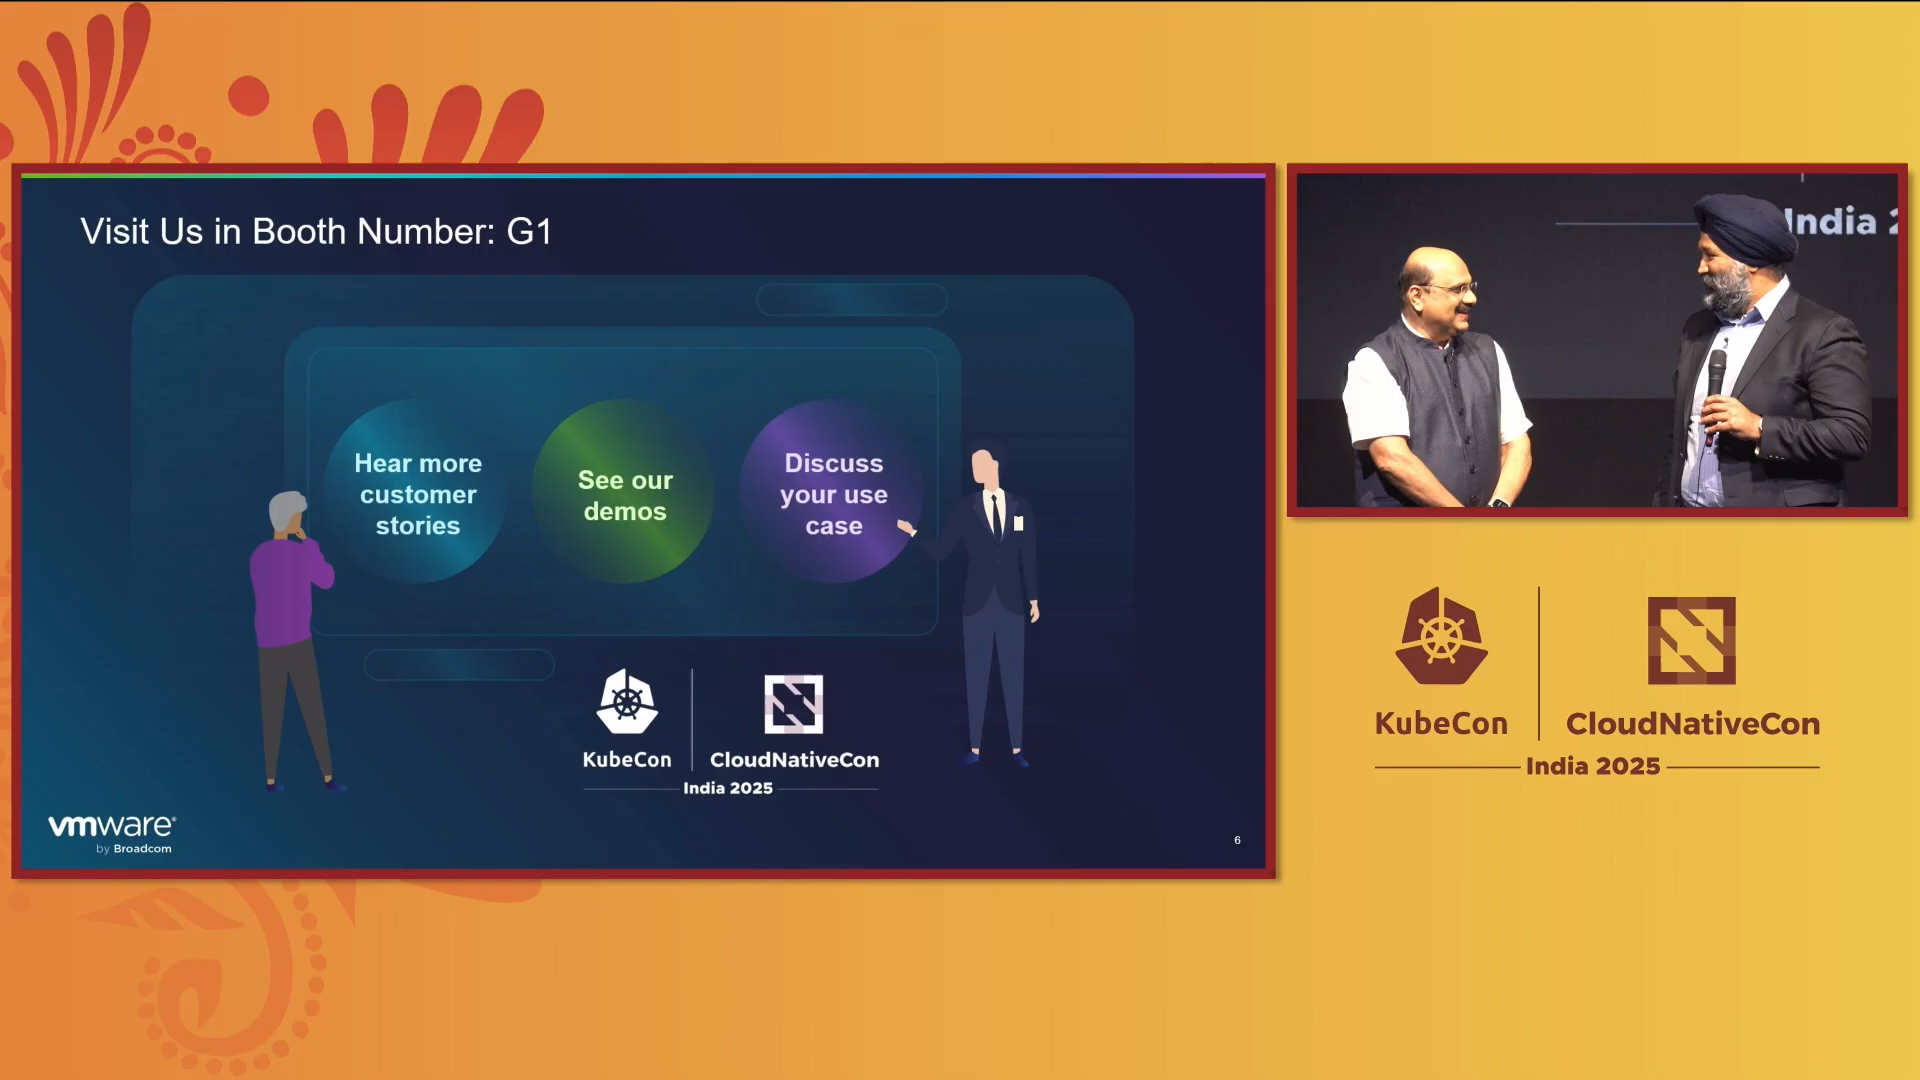 Visit Us in Booth Number: G1
Hear more
customer
stories
See our
demos
Discuss
your use
case
KubeCon
CloudNativeCon
India 2025
vmware®
by Broadcom
6
India 2
KubeCon
CloudNativeCon
India 2025